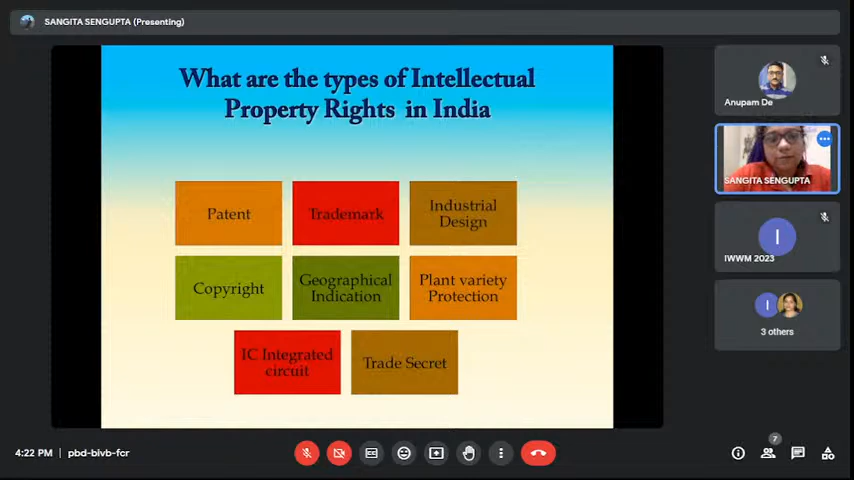 SANGITA SENGUPTA (Presenting)
What are the types of Intellectual
Property Rights in India
Patent
Trademark
Industrial
Design
Copyright
Geographical
Indication
Plant variety
Protection
IC Integrated
circuit
Trade Secret
Anupam De
SANGITA SENGUPTA
I
IWWM 2023
I
3 others
4:22 PM | pbd-bivb-fcr
7